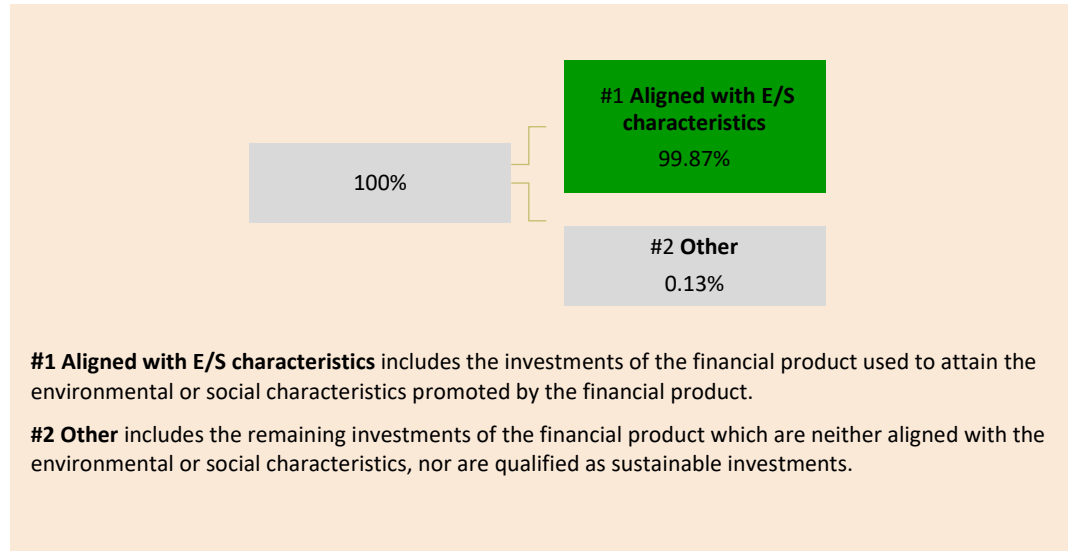 #1 Aligned with E/S
characteristics
99.87%
100%
#2 Other
0.13%
#1 Aligned with E/S characteristics includes the investments of the financial product used to attain the
environmental or social characteristics promoted by the financial product.
#2 Other includes the remaining investments of the financial product which are neither aligned with the
environmental or social characteristics, nor are qualified as sustainable investments.